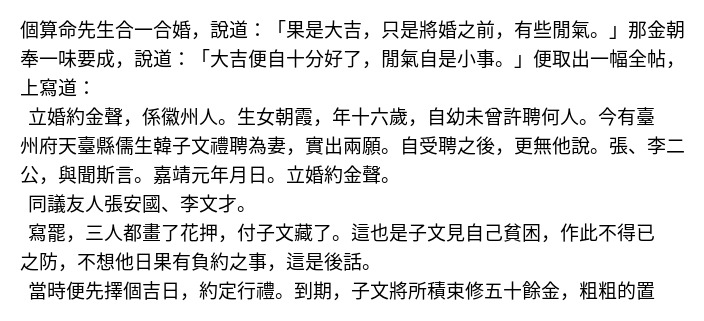 個算命先生合一合婚，說道：「果是大吉，只是將婚之前，有些閒氣。」那金朝
奉一味要成，說道：「大吉便自十分好了，閒氣自是小事。」便取出一幅全帖，
上寫道：
立婚約金聲，係徽州人。生女朝霞，年十六歲，自幼未曾許聘何人。今有臺
州府天臺縣儒生韓子文禮聘為妻，實出兩願。自受聘之後，更無他說。張、李二
公，與聞斯言。嘉靖元年月日。立婚約金聲。
同議友人張安國、李文才。
寫罷，三人都畫了花押，付子文藏了。這也是子文見自己貧困，作此不得已
之防，不想他日果有負約之事，這是後話。
當時便先擇個吉日，約定行禮。到期，子文將所積束修五十餘金，粗粗的置